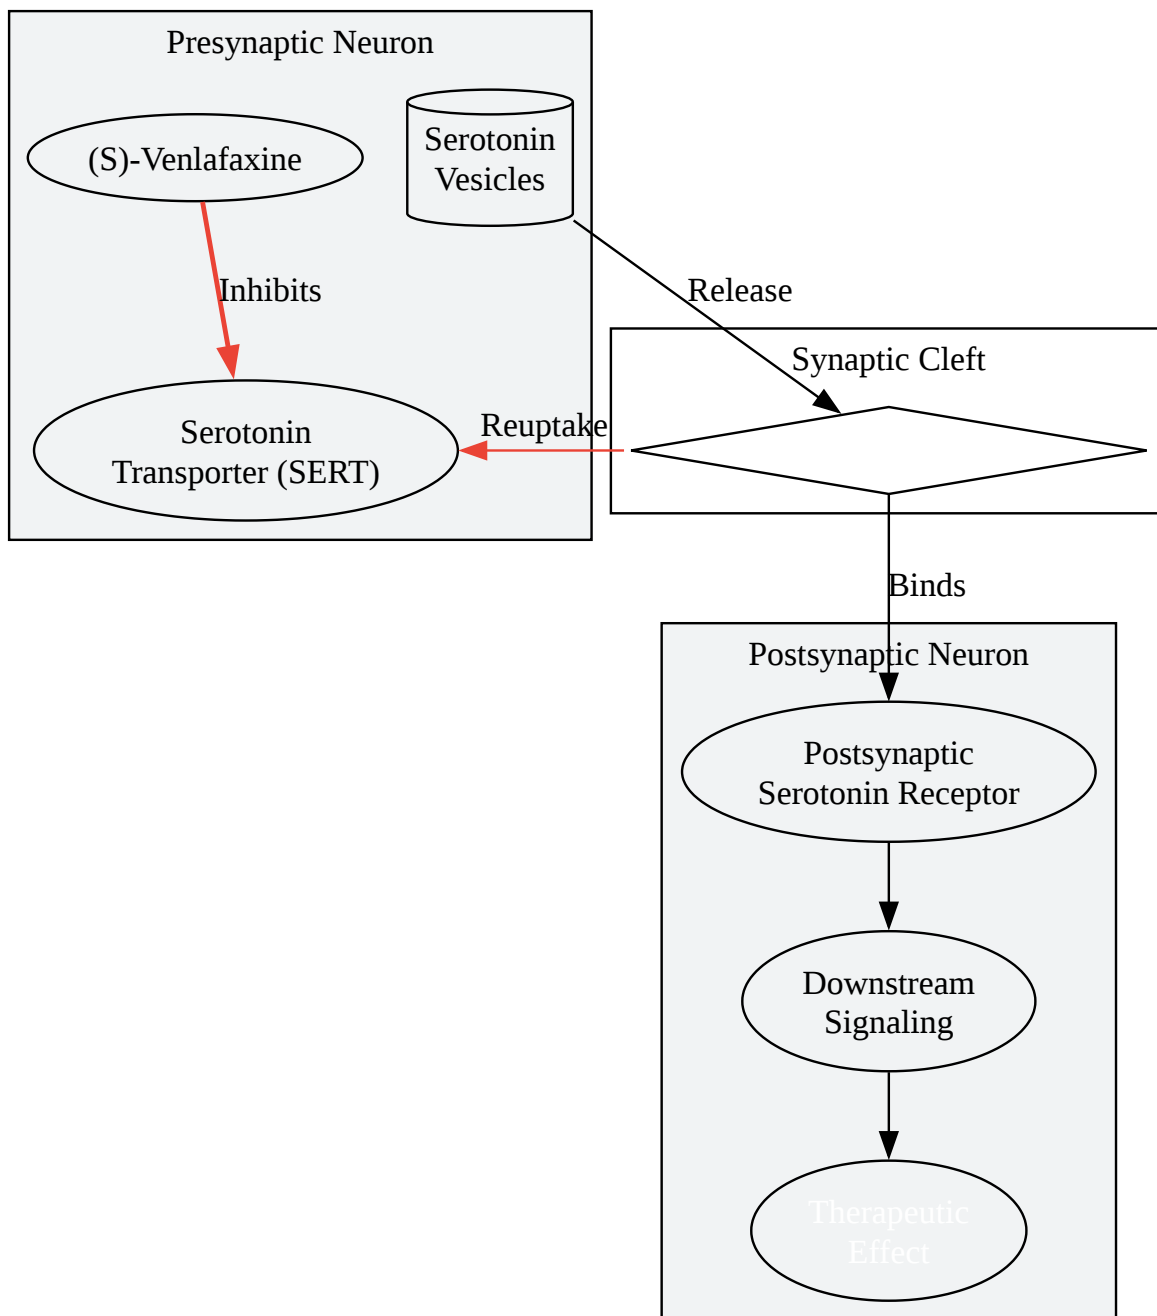 Presynaptic Neuron
(S)-Venlafaxine
Serotonin
Vesicles
Inhibits
Release
Synaptic Cleft
Serotonin
Transporter (SERT)
Reuptake
Binds
Postsynaptic Neuron
Postsynaptic
Serotonin Receptor
Downstream
Signaling
Therapeutic
Effect